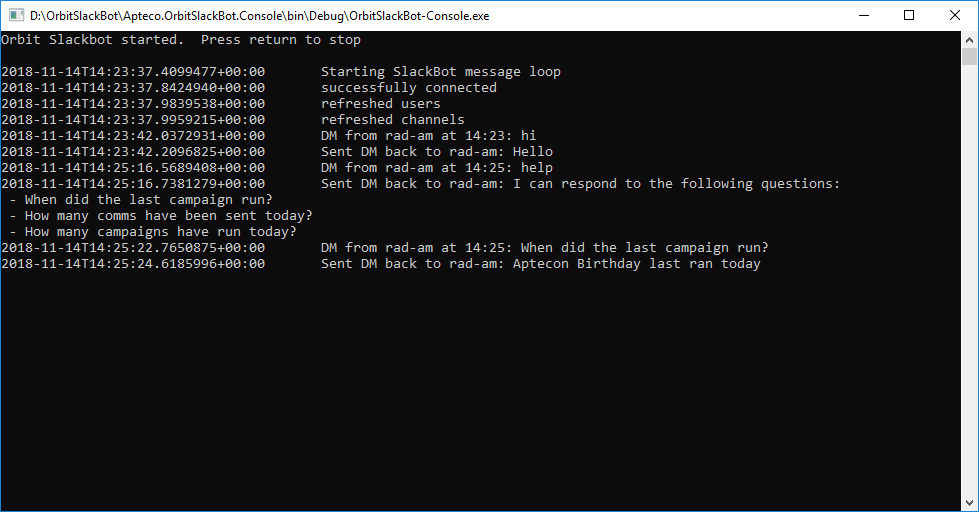 D:\OrbitSlackBot\Apteco.OrbitSlackBot.Console\bin\Debug\OrbitSlackBot-Console.exe
Orbit Slackbot started.  Press return to stop
2018-11-14T14:23:37.4099477+00:00       Starting SlackBot message loop
2018-11-14T14:23:37.8424940+00:00       successfully connected
2018-11-14T14:23:37.9839538+00:00       refreshed users
2018-11-14T14:23:37.9959215+00:00       refreshed channels
2018-11-14T14:23:42.0372931+00:00       DM from rad-am at 14:23: hi
2018-11-14T14:23:42.2096825+00:00       Sent DM back to rad-am: Hello
2018-11-14T14:25:16.5689408+00:00       DM from rad-am at 14:25: help
2018-11-14T14:25:16.7381279+00:00       Sent DM back to rad-am: I can respond to the following questions:
 - When did the last campaign run?
 - How many comms have been sent today?
 - How many campaigns have run today?
2018-11-14T14:25:22.7650875+00:00       DM from rad-am at 14:25: When did the last campaign run?
2018-11-14T14:25:24.6185996+00:00       Sent DM back to rad-am: Aptecon Birthday last ran today